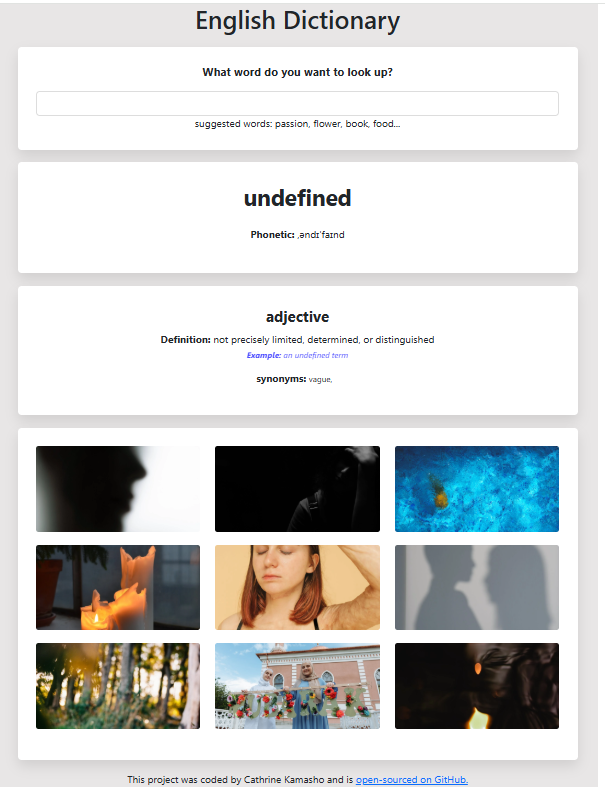 English Dictionary
What word do you want to look up?
suggested words: passion, flower, book, food...
undefined
Phonetic: ˌəndɪˈfaɪnd
adjective
Definition: not precisely limited, determined, or distinguished
Example: an undefined term
synonyms: vague,
This project was coded by Cathrine Kamasho and is open-sourced on GitHub.